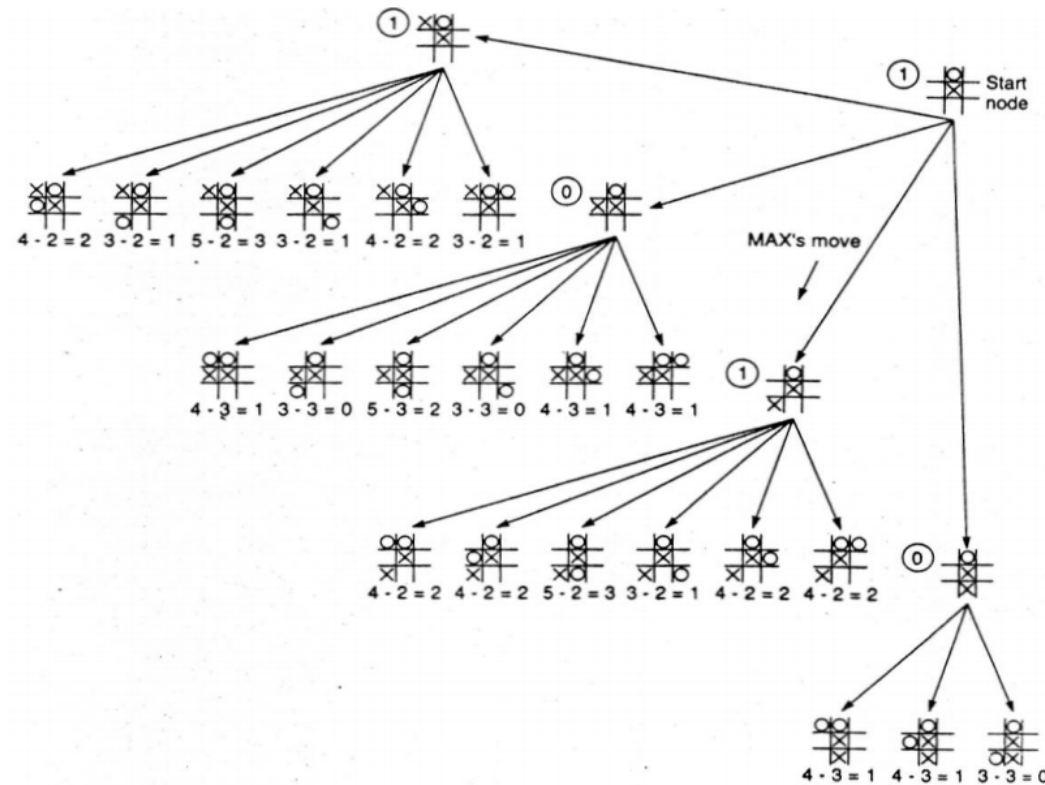 1
1
Start
node
0
4 - 2 = 2 3 - 2 = 1 5 - 2 = 3 3 - 2 = 1 4 - 2 = 2 3 - 2 = 1
MAX's move
1
4 - 3 = 1 3 - 3 = 0 5 - 3 = 2 3 - 3 = 0 4 - 3 = 1 4 - 3 = 1
0
4 - 2 = 2 4 - 2 = 2 5 - 2 = 3 3 - 2 = 1 4 - 2 = 2 4 - 2 = 2
4 - 3 = 1 4 - 3 = 1 3 - 3 = 0